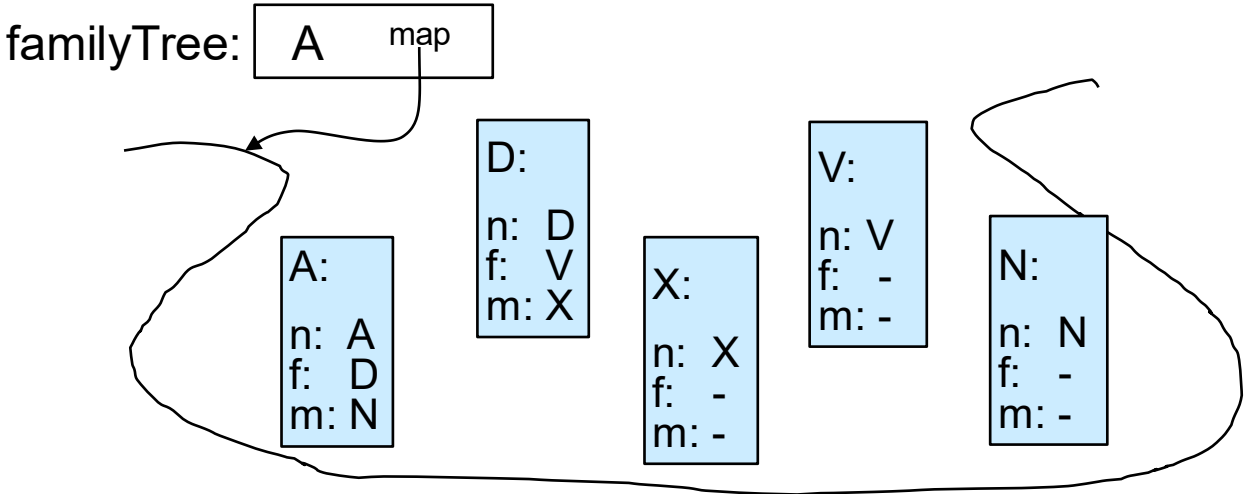 familyTree: A map
D:
n: D
f: V
m: X
V:
n: V
f: -
m: -
A:
n: A
f: D
m: N
X:
n: X
f: -
m: -
N:
n: N
f: -
m: -